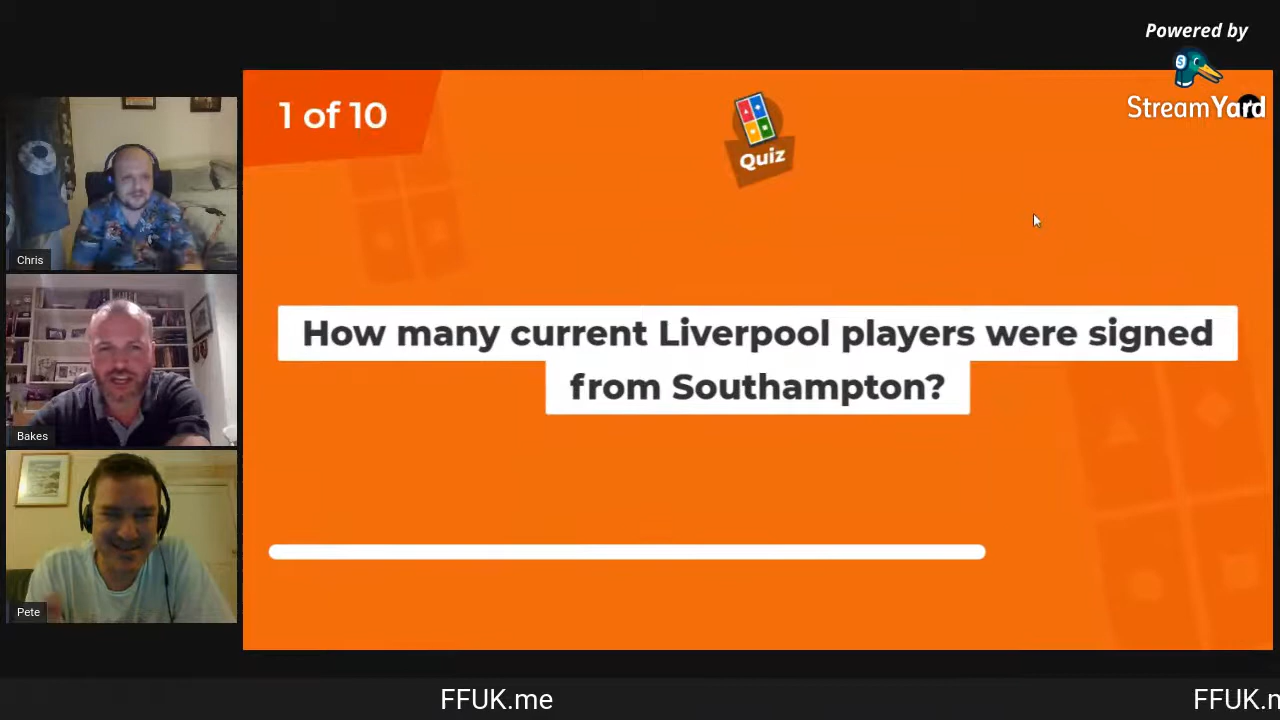 Powered by
StreamYard
1 of 10
Quiz
How many current Liverpool players were signed
from Southampton?
Chris
Bakes
Pete
FFUK.me
FFUK.m